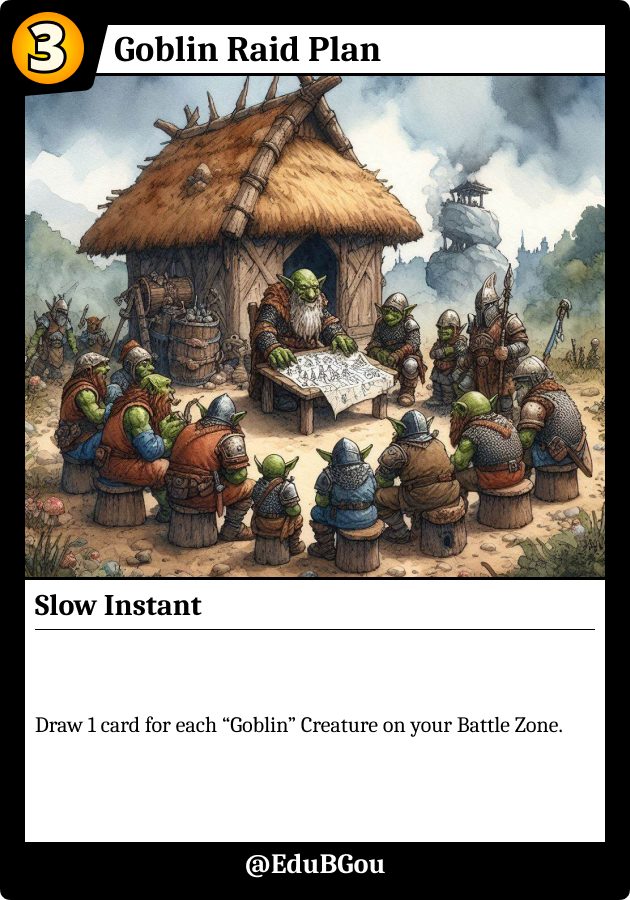 3
Goblin Raid Plan
Slow Instant
Draw 1 card for each “Goblin” Creature on your Battle Zone.
@EduBGou